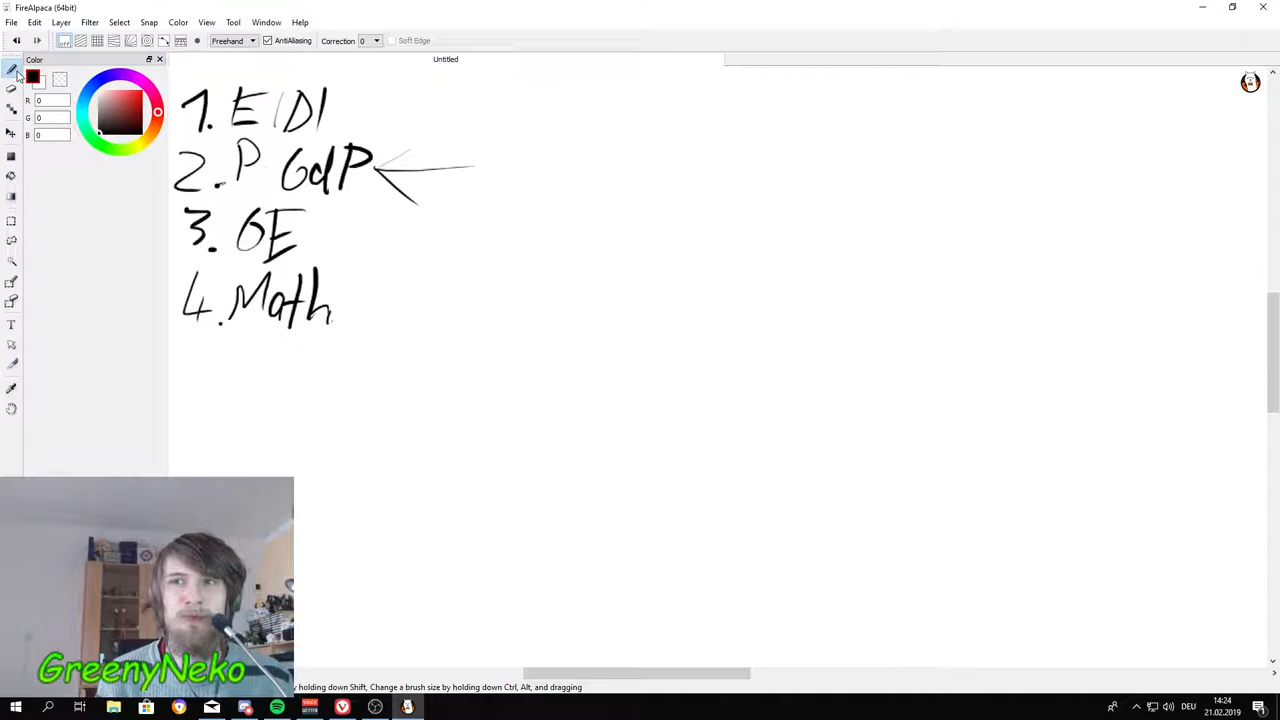 FireAlpaca (64bit)
File Edit Layer Filter Select Snap Color View Tool Window Help
Freehand AntiAliasing Correction 0 Soft Edge
Color
Untitled
R 0
G 0
B 0
1. EIDI
2. P GdP
3. GE
4. Math
GreenyNeko
y holding down Shift, Change a brush size by holding down Ctrl, Alt, and dragging
DEU
14:24
21.02.2019